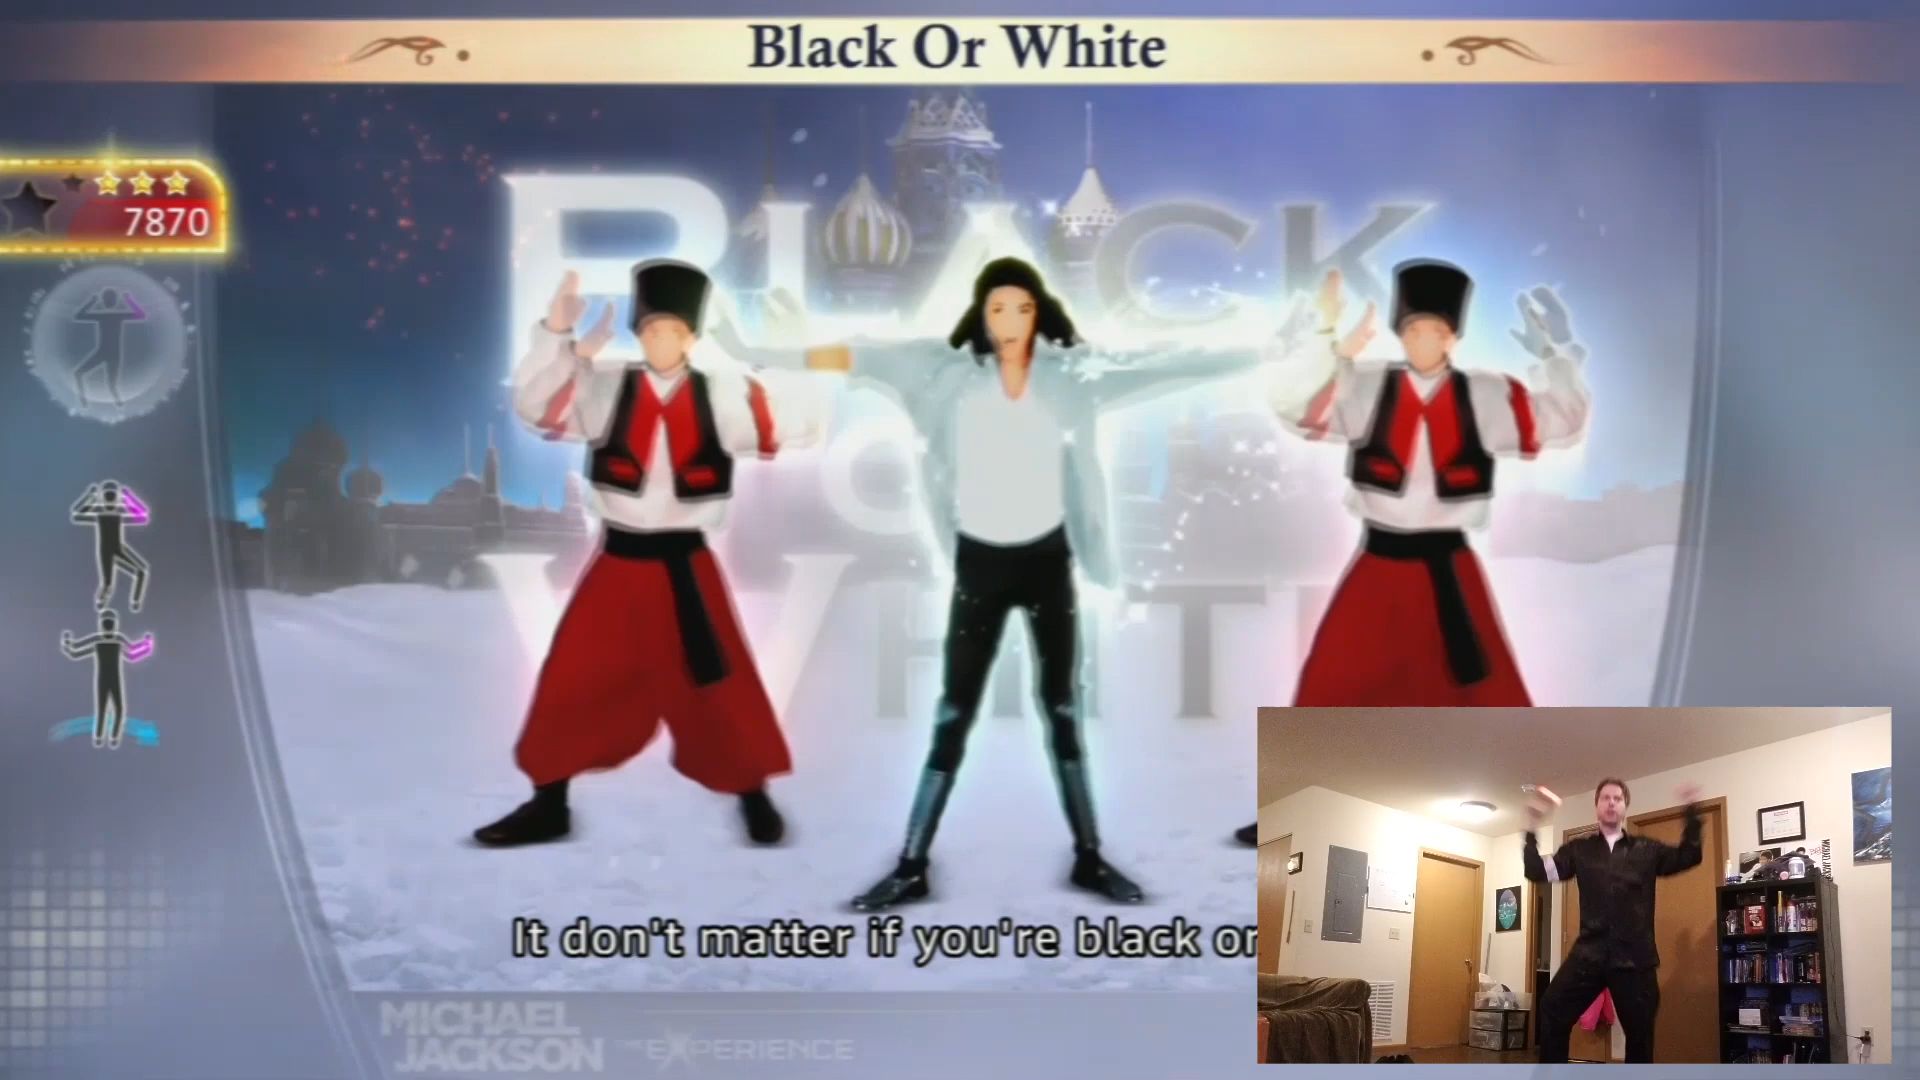 Black Or White
7870
BLACK
OR
WHITE
It don't matter if you're black or
MICHAEL
JACKSON
THE EXPERIENCE